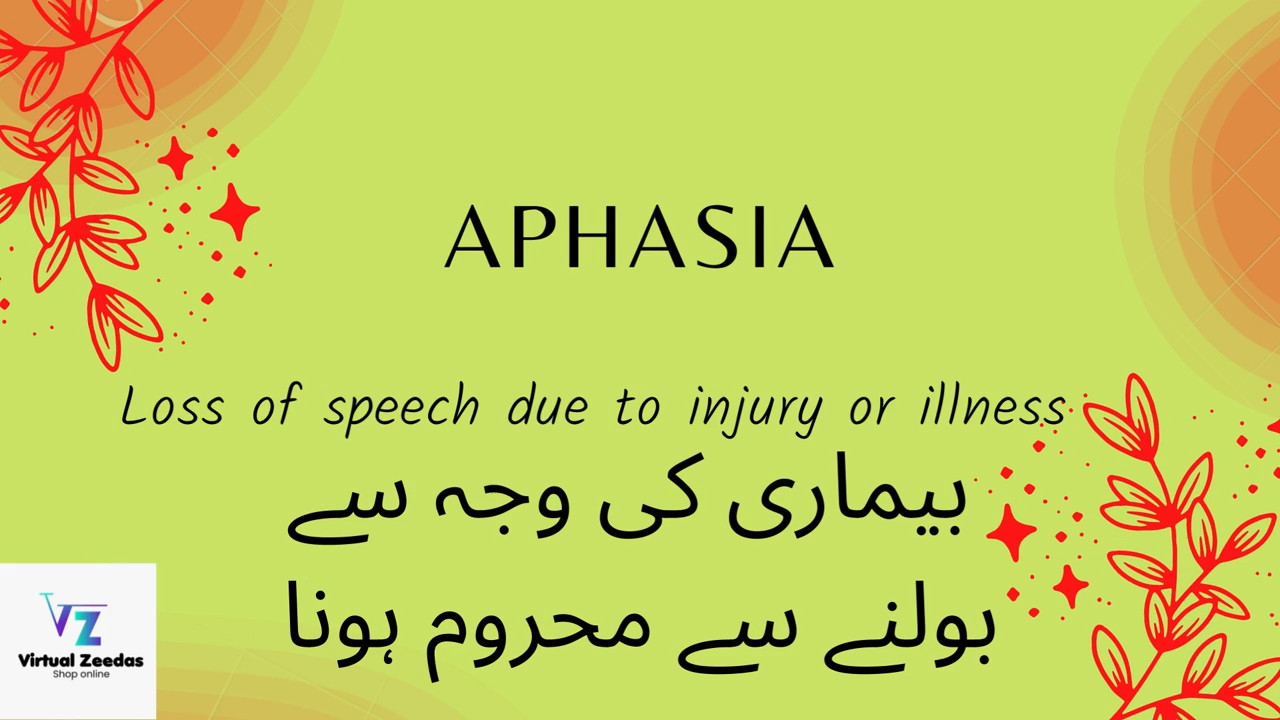 APHASIA
Loss of speech due to injury or illness
بیماری کی وجہ سے
بولنے سے محروم ہونا
VZ
Virtual Zeedas
Shop online